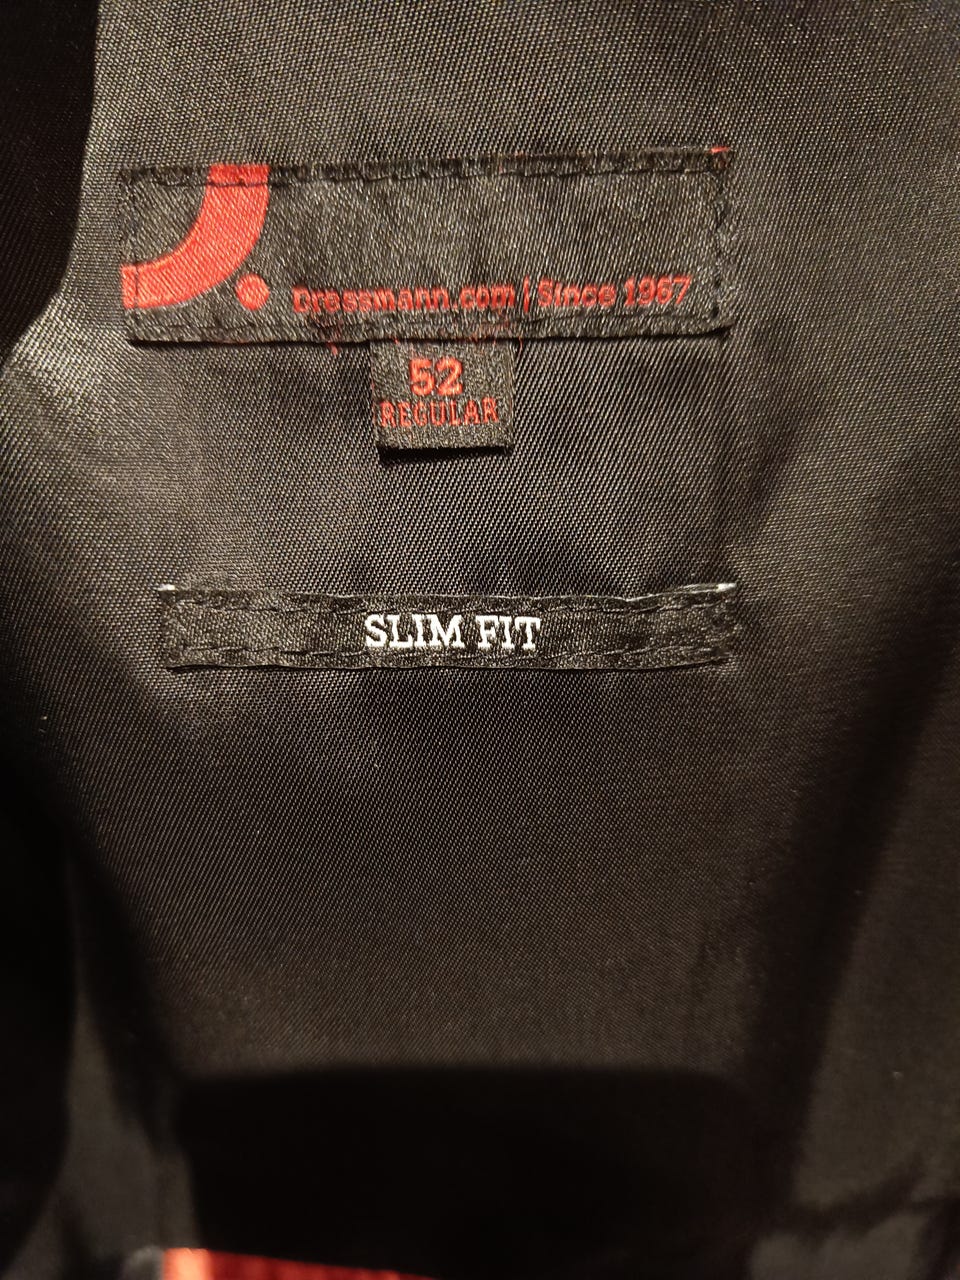 Dressmann.com | Since 1967
52
REGULAR
SLIM FIT